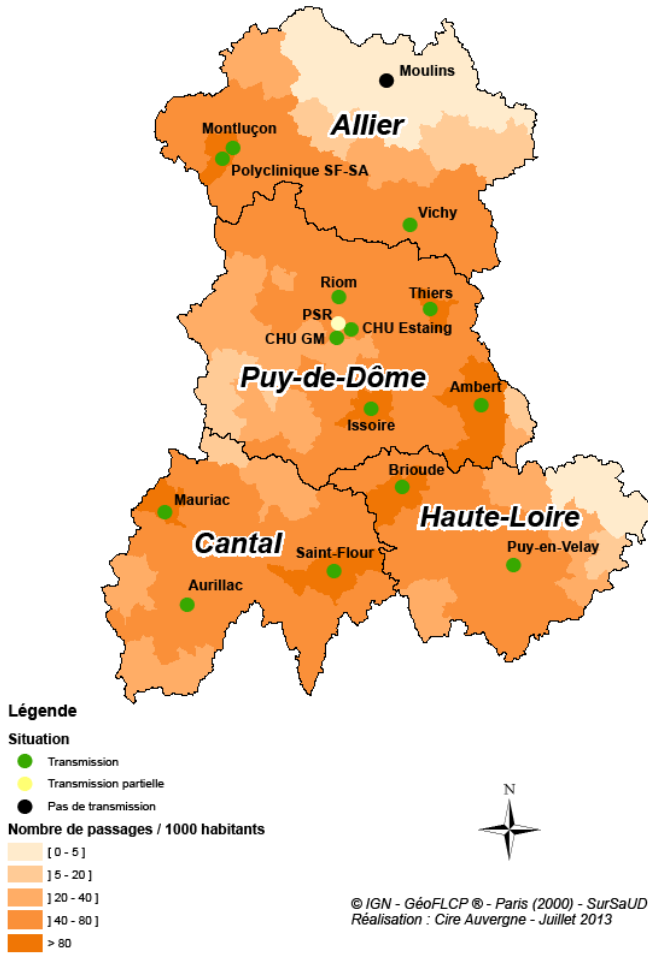 Moulins
Allier
Montluçon
Polyclinique SF-SA
Vichy
Riom
Thiers
PSR
CHU Estaing
CHU GM
Puy-de-Dôme
Ambert
Issoire
Brioude
Mauriac
Haute-Loire
Cantal
Saint-Flour
Puy-en-Velay
Aurillac
Légende
Situation
Transmission
Transmission partielle
Pas de transmission
Nombre de passages / 1000 habitants
[ 0 - 5 ]
] 5 - 20 ]
] 20 - 40 ]
] 40 - 80 ]
> 80
N
© IGN - GéoFLCP ® - Paris (2000) - SurSaUD
Réalisation : Cire Auvergne - Juillet 2013